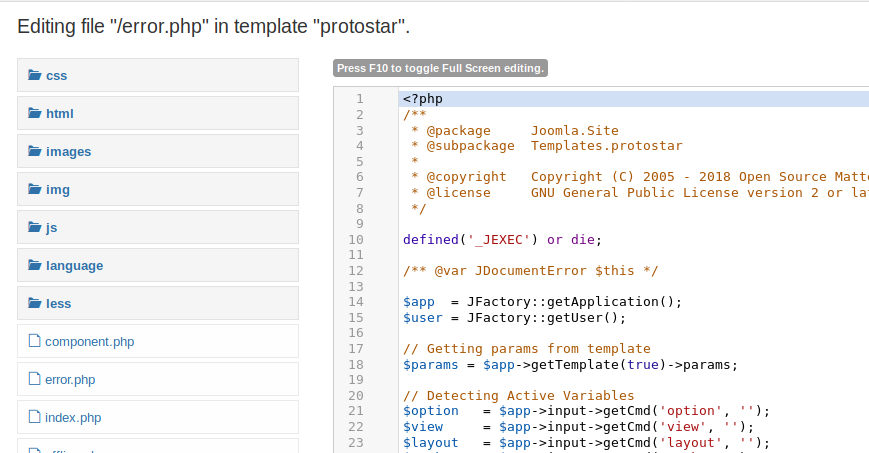 Editing file "/error.php" in template "protostar".
css
html
images
img
js
language
less
component.php
error.php
index.php
Press F10 to toggle Full Screen editing.
1 <?php
2 /**
3 * @package Joomla.Site
4 * @subpackage Templates.protostar
5 *
6 * @copyright Copyright (C) 2005 - 2018 Open Source Matt
7 * @license GNU General Public License version 2 or la
8 */
9
10 defined('_JEXEC') or die;
11
12 /** @var JDocumentError $this */
13
14 $app = JFactory::getApplication();
15 $user = JFactory::getUser();
16
17 // Getting params from template
18 $params = $app->getTemplate(true)->params;
19
20 // Detecting Active Variables
21 $option = $app->input->getCmd('option', '');
22 $view = $app->input->getCmd('view', '');
23 $layout = $app->input->getCmd('layout', '');